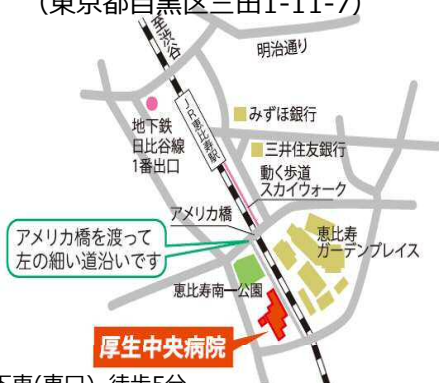 （東京都目黒区三田1-11-7）
至渋谷
明治通り
JR恵比寿駅
みずほ銀行
地下鉄
日比谷線
1番出口
三井住友銀行
動く歩道
スカイウォーク
アメリカ橋
アメリカ橋を渡って
左の細い道沿いです
恵比寿
ガーデンプレイス
恵比寿南一公園
厚生中央病院
下車(東口) 徒歩5分